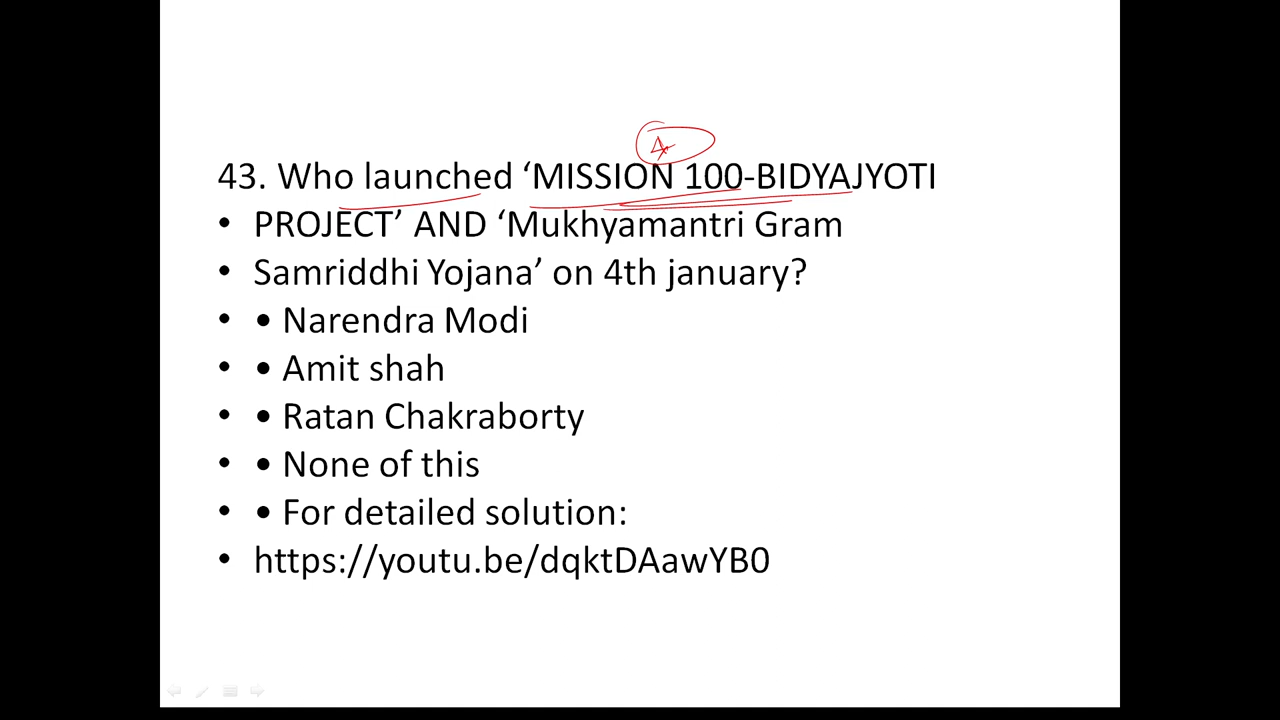 4
43. Who launched ‘MISSION 100-BIDYAJYOTI
• PROJECT’ AND ‘Mukhyamantri Gram
• Samriddhi Yojana’ on 4th january?
• • Narendra Modi
• • Amit shah
• • Ratan Chakraborty
• • None of this
• • For detailed solution:
• https://youtu.be/dqktDAawYB0